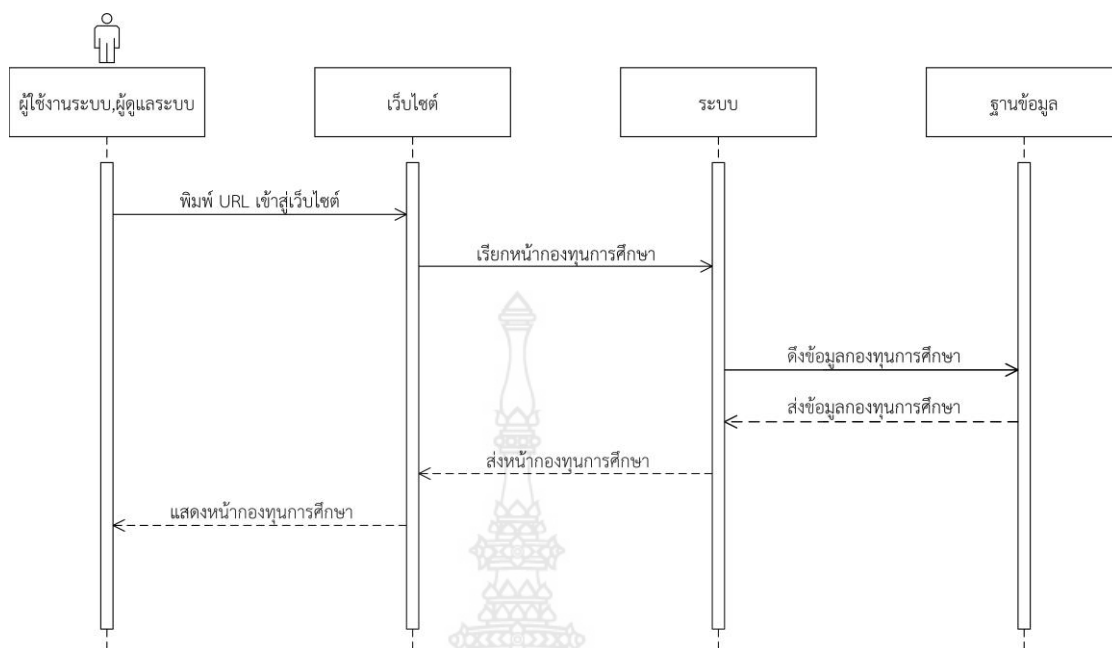 ผู้ใช้งานระบบ,ผู้ดูแลระบบ
เว็บไซต์
ระบบ
ฐานข้อมูล
พิมพ์ URL เข้าสู่เว็บไซต์
เรียกหน้ากองทุนการศึกษา
ดึงข้อมูลกองทุนการศึกษา
ส่งข้อมูลกองทุนการศึกษา
ส่งหน้ากองทุนการศึกษา
แสดงหน้ากองทุนการศึกษา